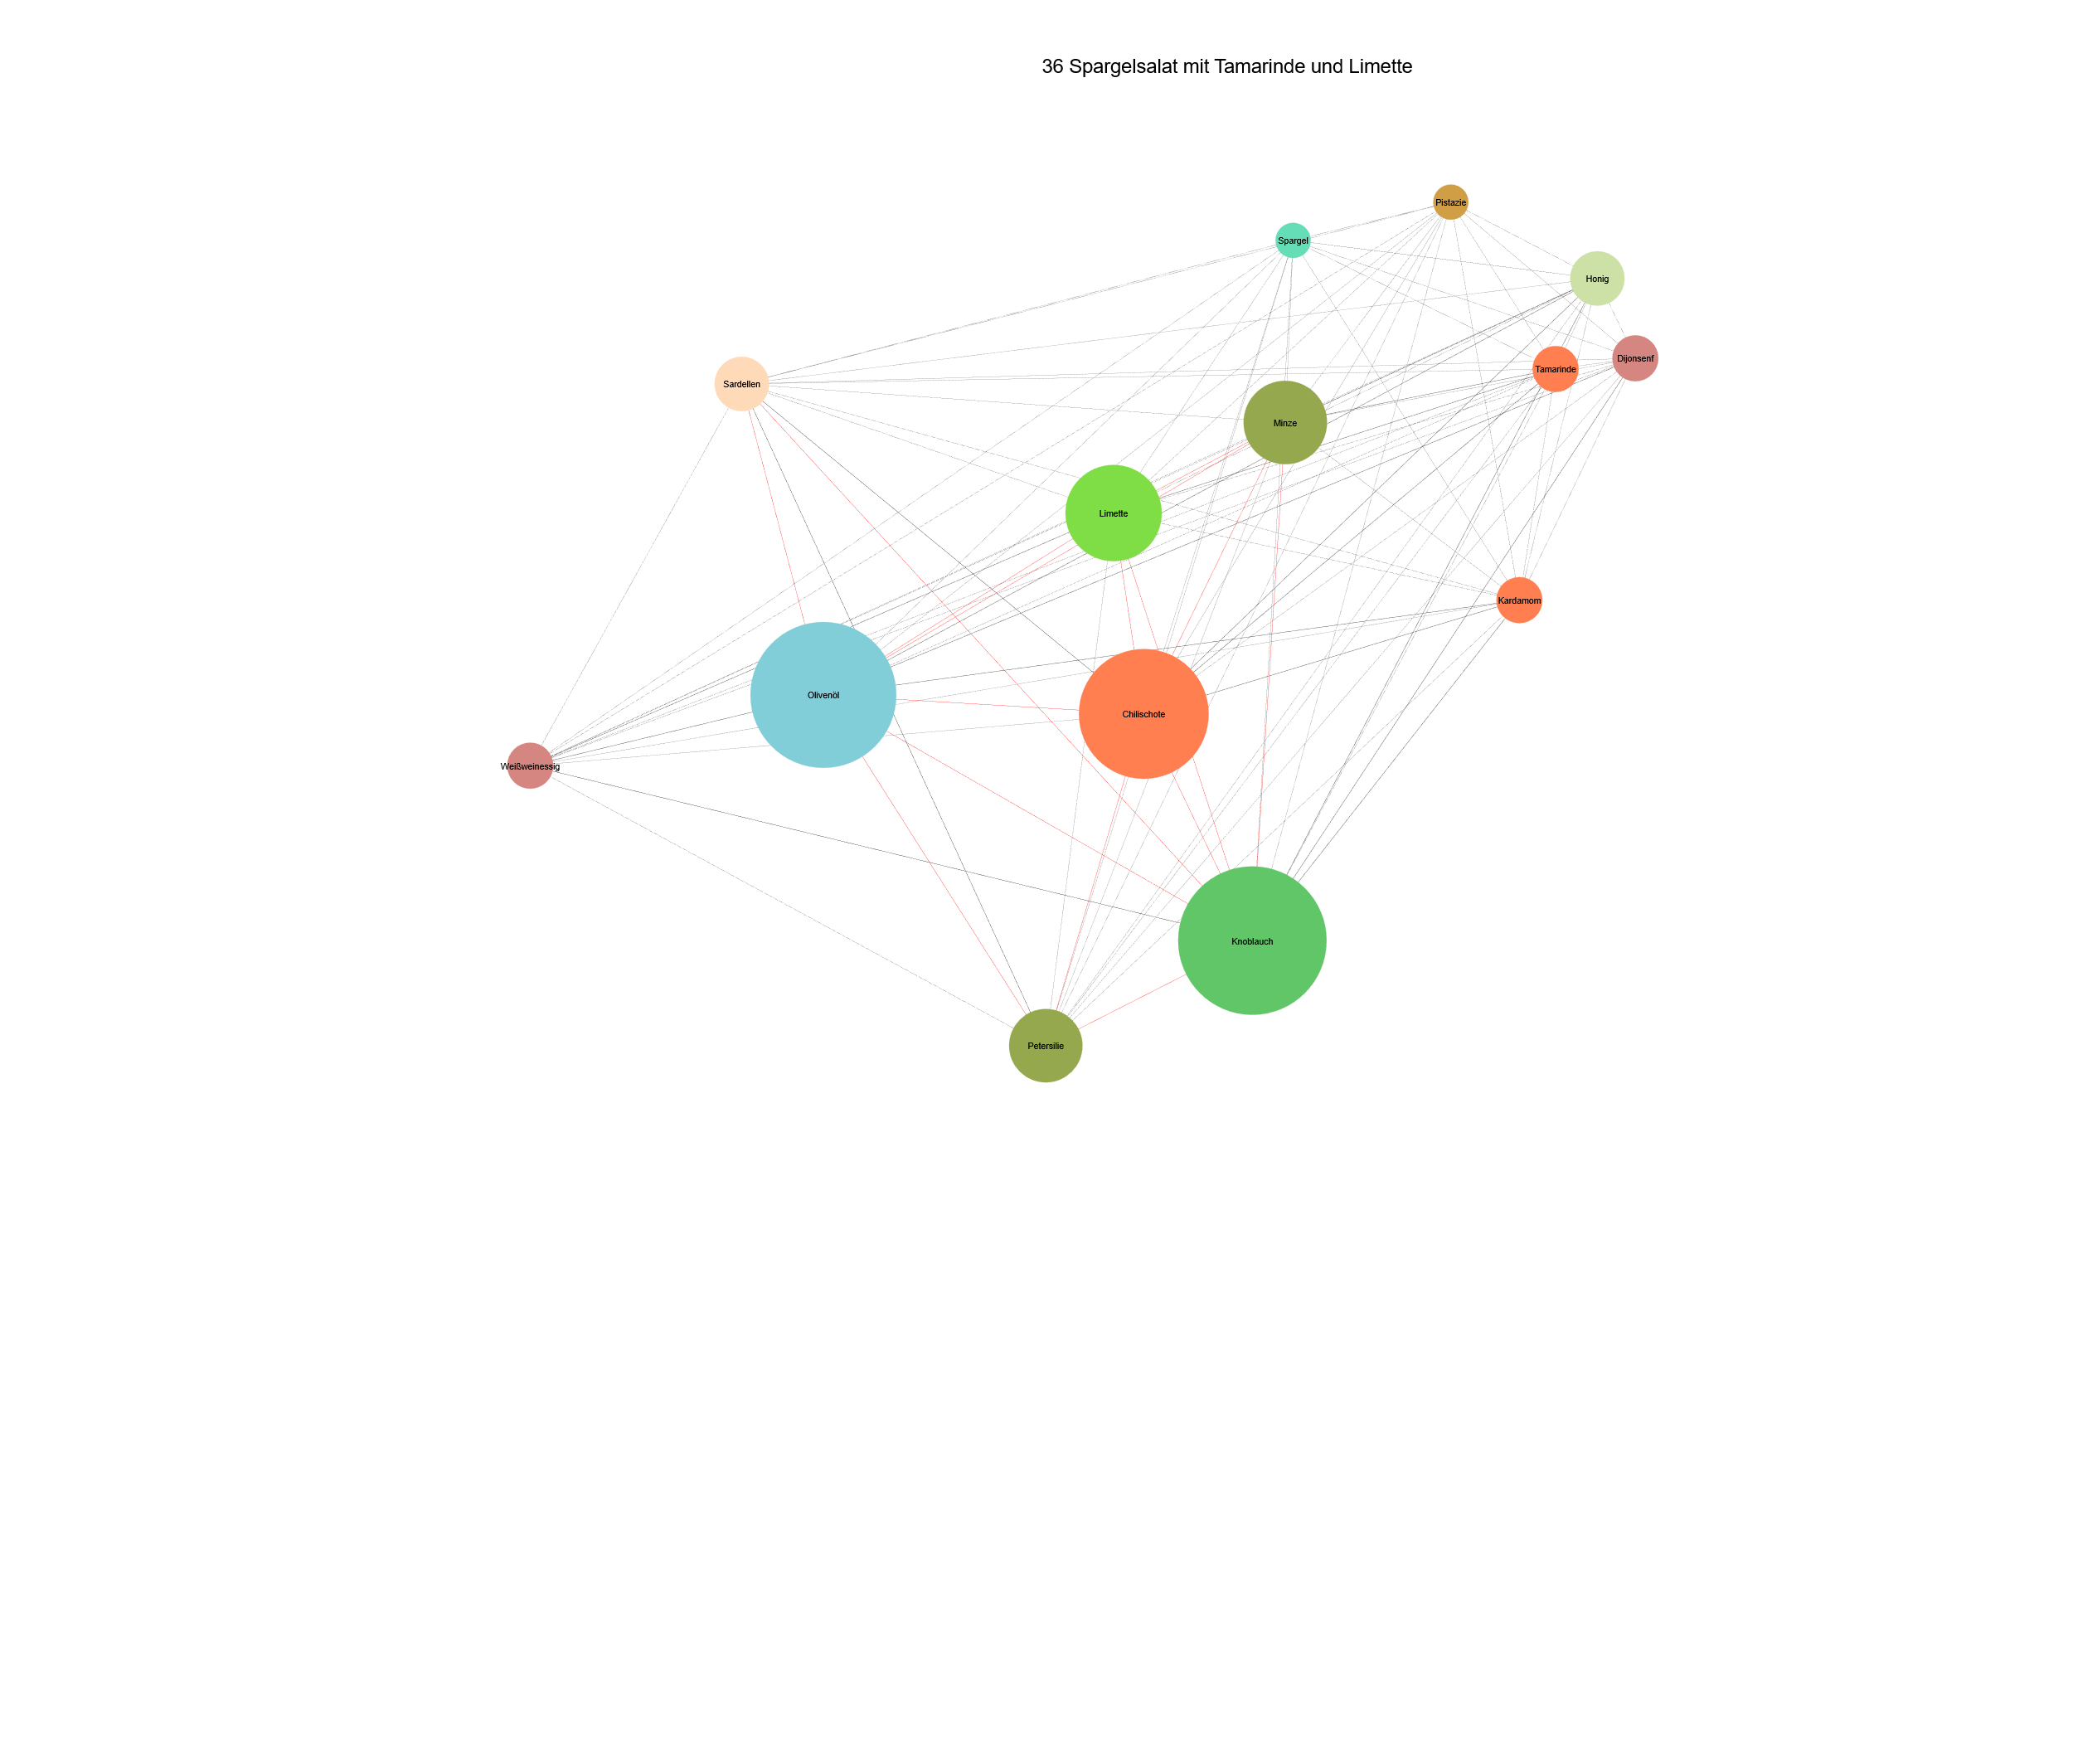 36 Spargelsalat mit Tamarinde und Limette
Pistazie
Spargel
Honig
Dijonsenf
Tamarinde
Sardellen
Minze
Limette
Kardamom
Olivenöl
Chilischote
Weißweinessig
Knoblauch
Petersilie